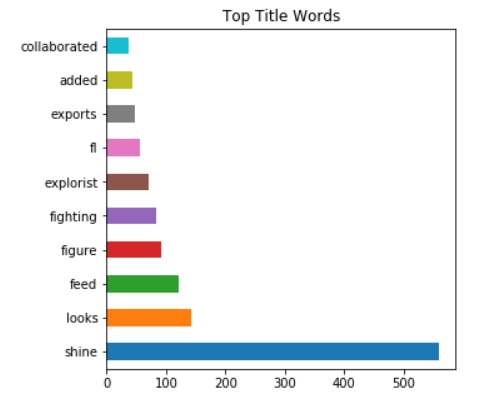 Top Title Words
collaborated
added
exports
fl
explorist
fighting
figure
feed
looks
shine
0 100 200 300 400 500